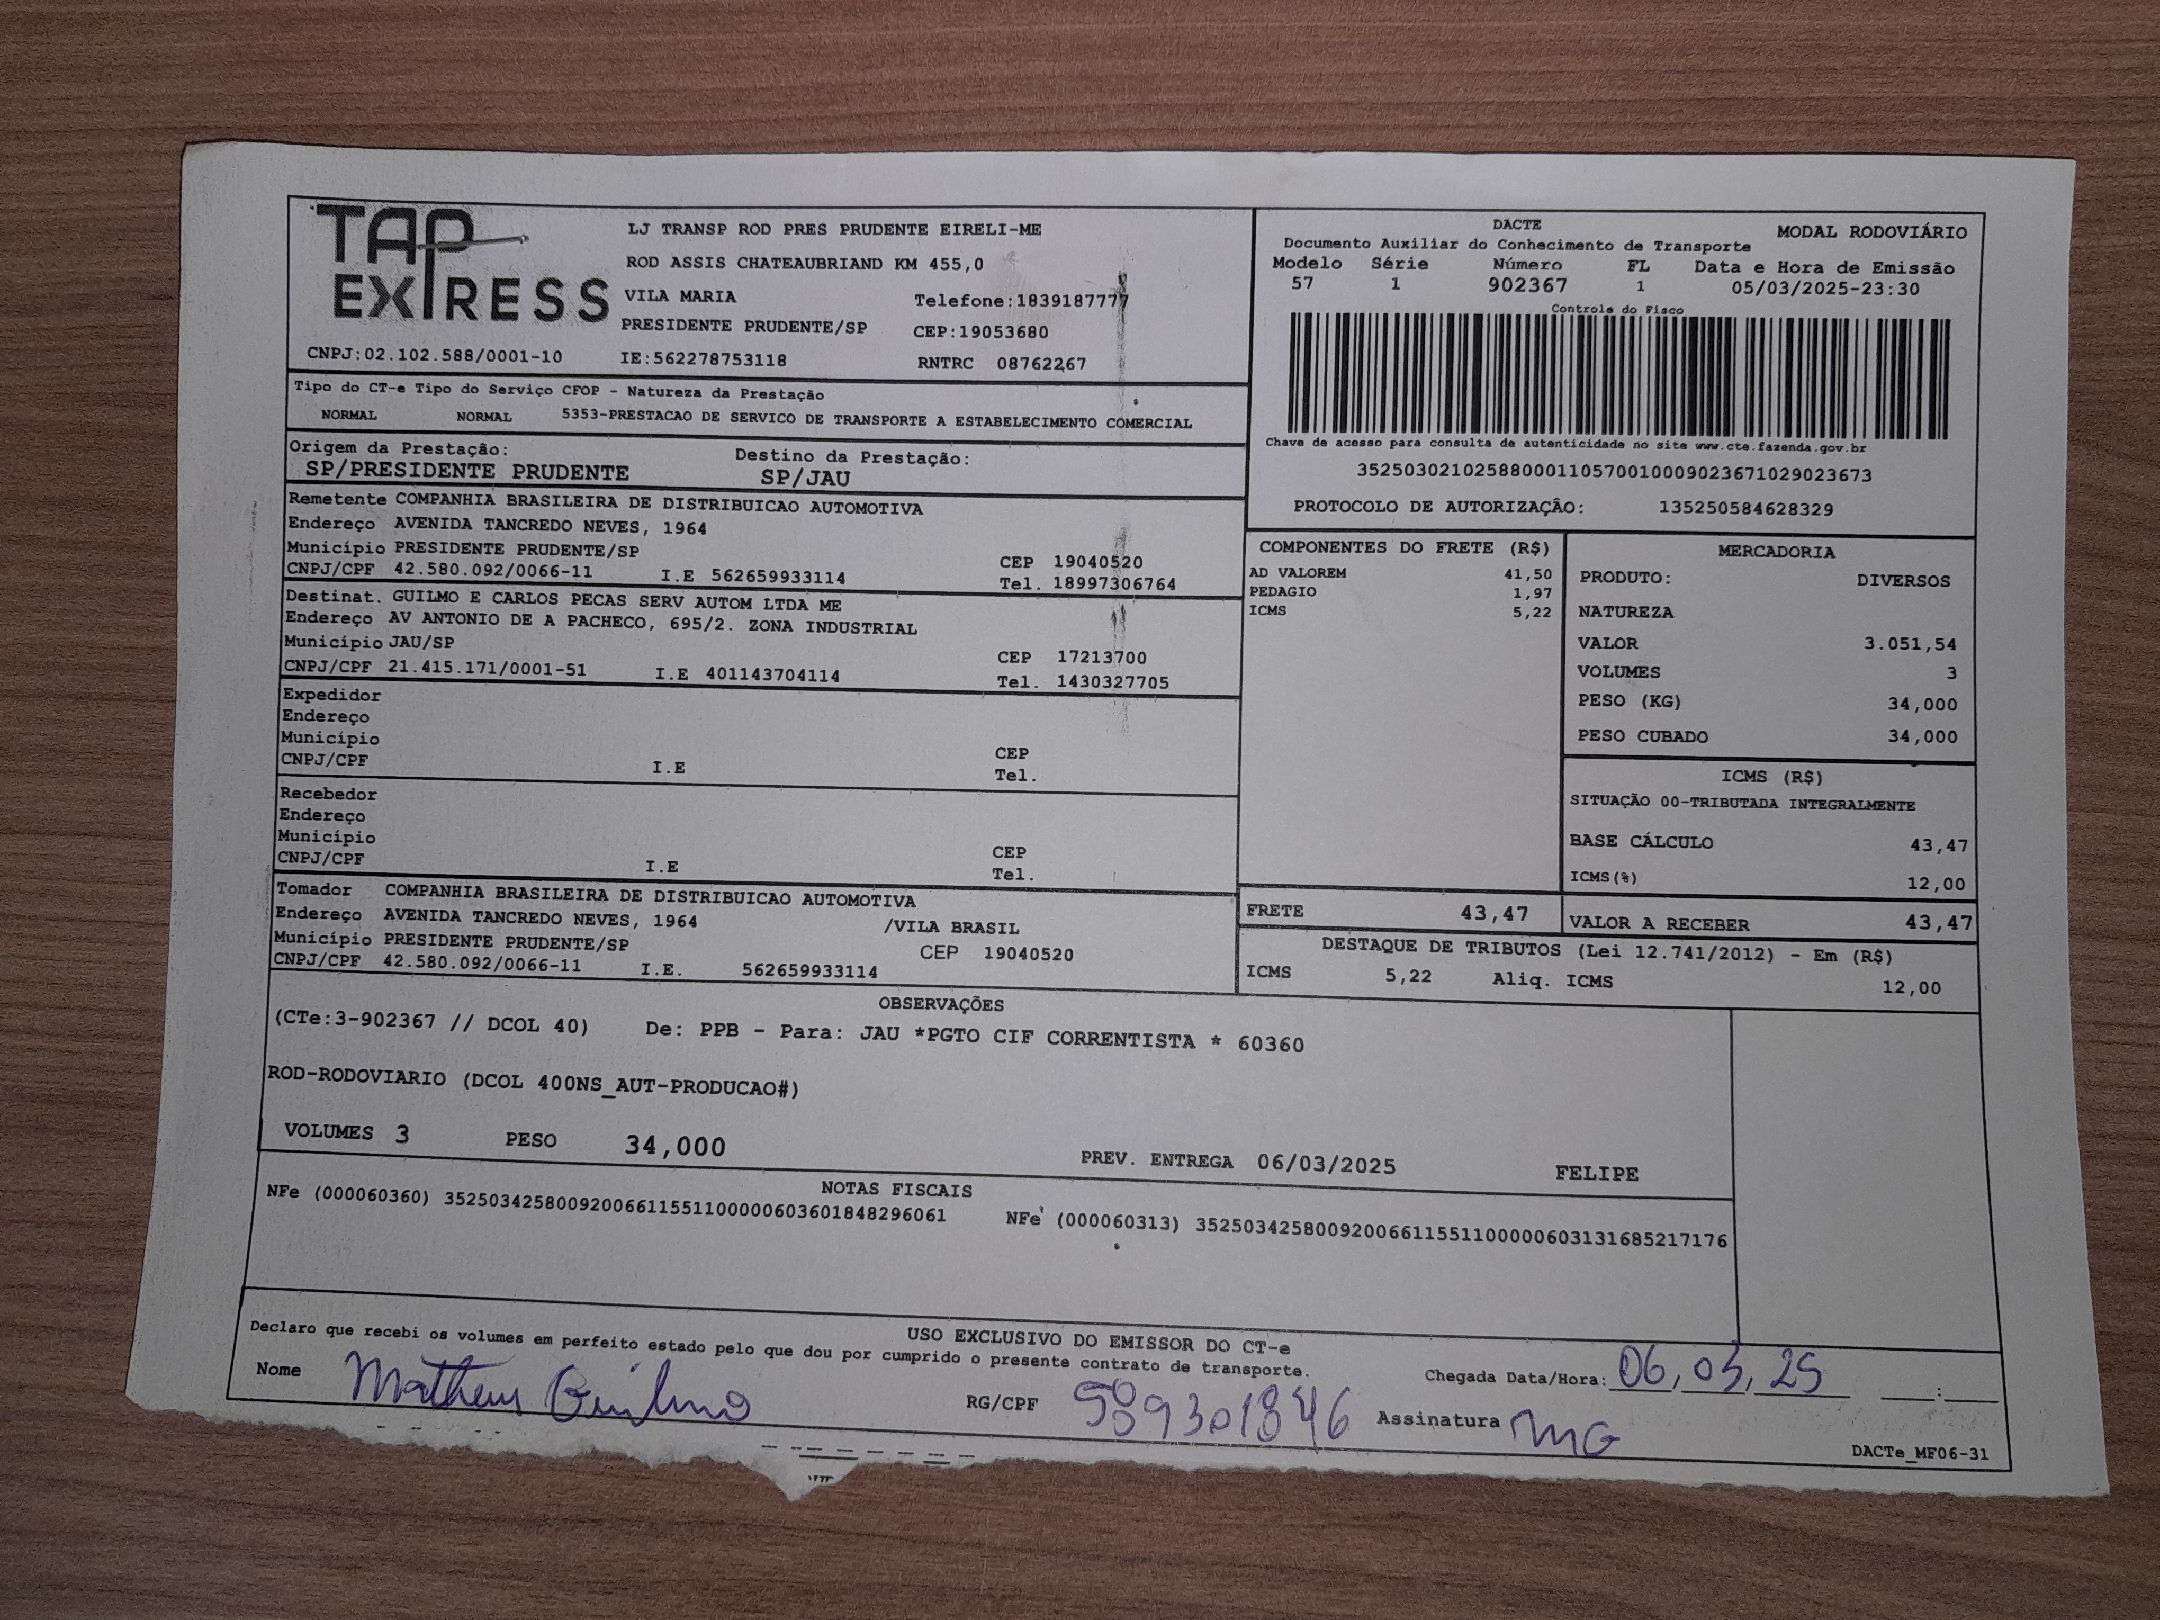 TAP
EXPRESS
LJ TRANSP ROD PRES PRUDENTE EIRELI-ME
ROD ASSIS CHATEAUBRIAND KM 455,0
VILA MARIA Telefone:1839187777
PRESIDENTE PRUDENTE/SP CEP:19053680
CNPJ:02.102.588/0001-10 IE:562278753118 RNTRC 08762267
DACTE MODAL RODOVIÁRIO
Documento Auxiliar do Conhecimento de Transporte
Modelo Série Número FL Data e Hora de Emissão
57 1 902367 1 05/03/2025-23:30
Controle do Fisco
Chave de acesso para consulta de autenticidade no site www.cte.fazenda.gov.br
35250302102588000110570010009023671029023673
PROTOCOLO DE AUTORIZAÇÃO: 135250584628329
Tipo do CT-e Tipo do Serviço CFOP - Natureza da Prestação
NORMAL NORMAL 5353-PRESTACAO DE SERVICO DE TRANSPORTE A ESTABELECIMENTO COMERCIAL
Origem da Prestação: Destino da Prestação:
SP/PRESIDENTE PRUDENTE SP/JAU
Remetente COMPANHIA BRASILEIRA DE DISTRIBUICAO AUTOMOTIVA
Endereço AVENIDA TANCREDO NEVES, 1964
Município PRESIDENTE PRUDENTE/SP CEP 19040520
CNPJ/CPF 42.580.092/0066-11 I.E 562659933114 Tel. 18997306764
Destinat. GUILMO E CARLOS PECAS SERV AUTOM LTDA ME
Endereço AV ANTONIO DE A PACHECO, 695/2. ZONA INDUSTRIAL
Município JAU/SP CEP 17213700
CNPJ/CPF 21.415.171/0001-51 I.E 401143704114 Tel. 1430327705
Expedidor
Endereço
Município CEP
CNPJ/CPF I.E Tel.
Recebedor
Endereço
Município CEP
CNPJ/CPF I.E Tel.
Tomador COMPANHIA BRASILEIRA DE DISTRIBUICAO AUTOMOTIVA
Endereço AVENIDA TANCREDO NEVES, 1964 /VILA BRASIL
Município PRESIDENTE PRUDENTE/SP CEP 19040520
CNPJ/CPF 42.580.092/0066-11 I.E. 562659933114
COMPONENTES DO FRETE (R$)
AD VALOREM 41,50
PEDAGIO 1,97
ICMS 5,22
MERCADORIA
PRODUTO: DIVERSOS
NATUREZA
VALOR 3.051,54
VOLUMES 3
PESO (KG) 34,000
PESO CUBADO 34,000
ICMS (R$)
SITUAÇÃO 00-TRIBUTADA INTEGRALMENTE
BASE CÁLCULO 43,47
ICMS(%) 12,00
FRETE 43,47 VALOR A RECEBER 43,47
DESTAQUE DE TRIBUTOS (Lei 12.741/2012) - Em (R$)
ICMS 5,22 Aliq. ICMS 12,00
OBSERVAÇÕES
(CTe:3-902367 // DCOL 40) De: PPB - Para: JAU *PGTO CIF CORRENTISTA * 60360
ROD-RODOVIARIO (DCOL 400NS_AUT-PRODUCAO#)
VOLUMES 3 PESO 34,000 PREV. ENTREGA 06/03/2025 FELIPE
NOTAS FISCAIS
NFe (000060360) 35250342580092006611551100000603601848296061 NFe (000060313) 35250342580092006611551100000603131685217176
USO EXCLUSIVO DO EMISSOR DO CT-e
Declaro que recebi os volumes em perfeito estado pelo que dou por cumprido o presente contrato de transporte.
Chegada Data/Hora: 06, 03, 25 :
Nome Matheus Guilmo RG/CPF Assinatura MG
DACTe_MF06-31